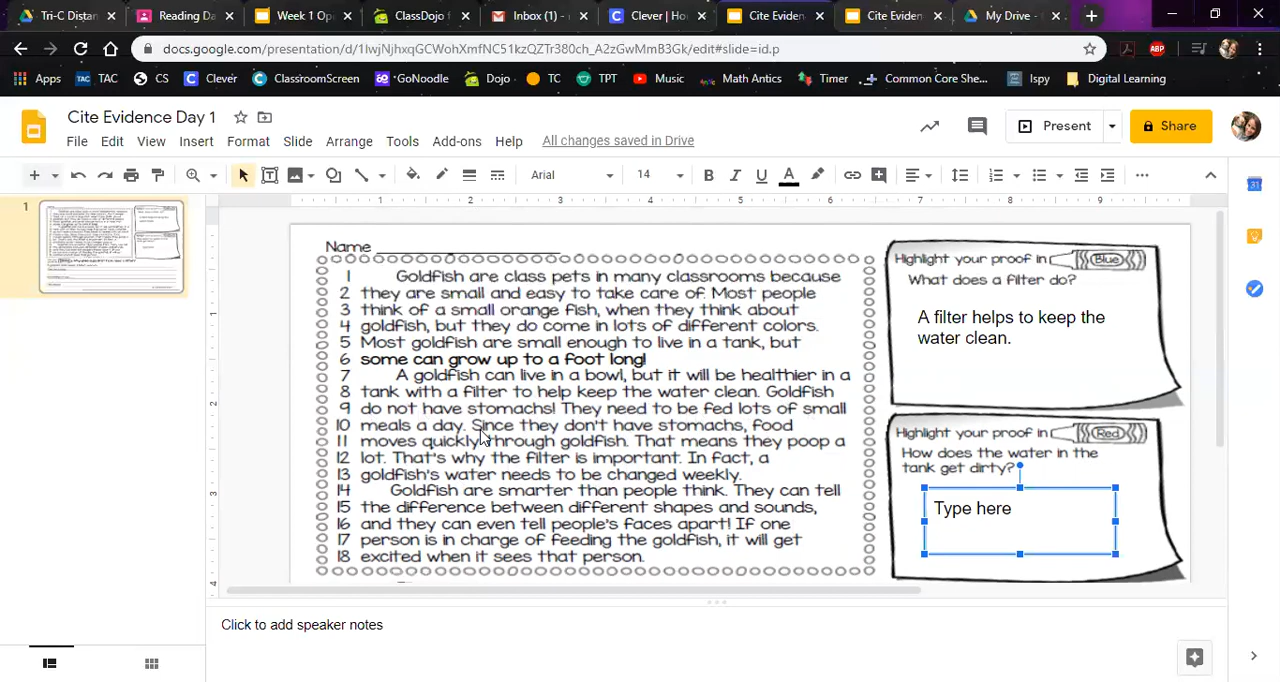 Tri-C Distan
Reading Da
Week 1 Op
ClassDojo f
Inbox (1) -
Clever | Ho
Cite Eviden
Cite Eviden
My Drive -
docs.google.com/presentation/d/1IwjNjhxqGCWohXmfNC51kzQZTr380ch_A2zGwMmB3Gk/edit#slide=id.p
ABP
Apps TAC CS Clever ClassroomScreen *GoNoodle Dojo TC TPT Music Math Antics Timer Common Core She... Ispy Digital Learning
Cite Evidence Day 1
File Edit View Insert Format Slide Arrange Tools Add-ons Help All changes saved in Drive
Present
Share
Arial 14
1 2 3 4 5 6 7 8 9
1
Name
1 Goldfish are class pets in many classrooms because
2 they are small and easy to take care of. Most people
3 think of a small orange fish, when they think about
4 goldfish, but they do come in lots of different colors.
5 Most goldfish are small enough to live in a tank, but
6 some can grow up to a foot long!
7 A goldfish can live in a bowl, but it will be healthier in a
8 tank with a filter to help keep the water clean. Goldfish
9 do not have stomachs! They need to be fed lots of small
10 meals a day. Since they don't have stomachs, food
11 moves quickly through goldfish. That means they poop a
12 lot. That's why the filter is important. In fact, a
13 goldfish's water needs to be changed weekly.
14 Goldfish are smarter than people think. They can tell
15 the difference between different shapes and sounds,
16 and they can even tell people's faces apart! If one
17 person is in charge of feeding the goldfish, it will get
18 excited when it sees that person.
Highlight your proof in Blue
What does a filter do?
A filter helps to keep the
water clean.
Highlight your proof in Red
How does the water in the
tank get dirty?
Type here
1
2
3
4
Click to add speaker notes